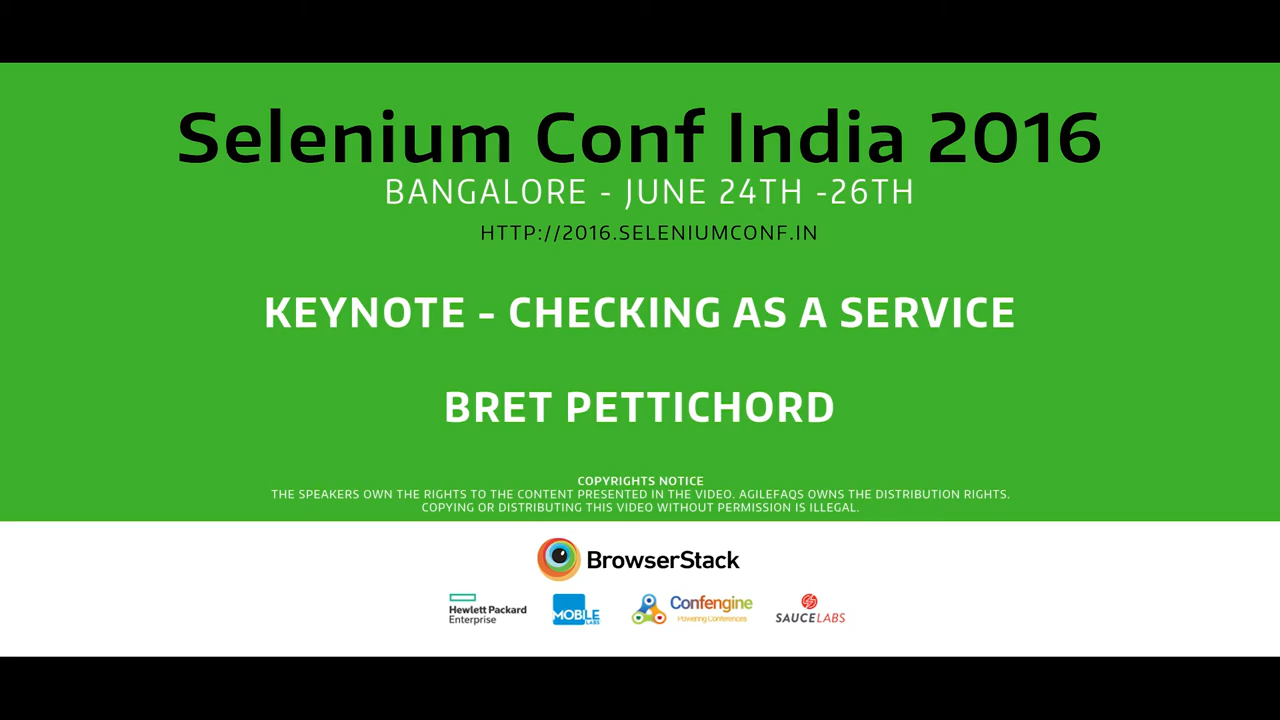 Selenium Conf India 2016
BANGALORE - JUNE 24TH -26TH
HTTP://2016.SELENIUMCONF.IN
KEYNOTE - CHECKING AS A SERVICE
BRET PETTICHORD
COPYRIGHTS NOTICE
THE SPEAKERS OWN THE RIGHTS TO THE CONTENT PRESENTED IN THE VIDEO. AGILEFAQS OWNS THE DISTRIBUTION RIGHTS.
COPYING OR DISTRIBUTING THIS VIDEO WITHOUT PERMISSION IS ILLEGAL.
BrowserStack
Hewlett Packard
Enterprise
MOBILE
LABS
Confengine
Powering Conferences
SAUCELABS